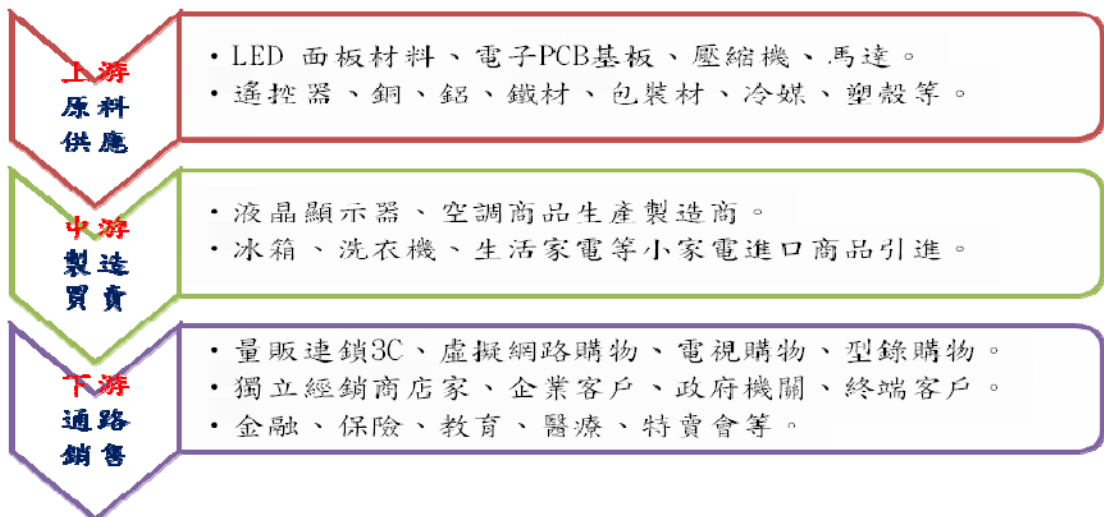 上游
原料
供應
・LED 面板材料、電子PCB基板、壓縮機、馬達。
・遙控器、銅、鋁、鐵材、包裝材、冷媒、塑殼等。
中游
製造
買賣
・液晶顯示器、空調商品生產製造商。
・冰箱、洗衣機、生活家電等小家電進口商品引進。
下游
通路
銷售
・量販連鎖3C、虛擬網路購物、電視購物、型錄購物。
・獨立經銷商店家、企業客戶、政府機關、終端客戶。
・金融、保險、教育、醫療、特賣會等。